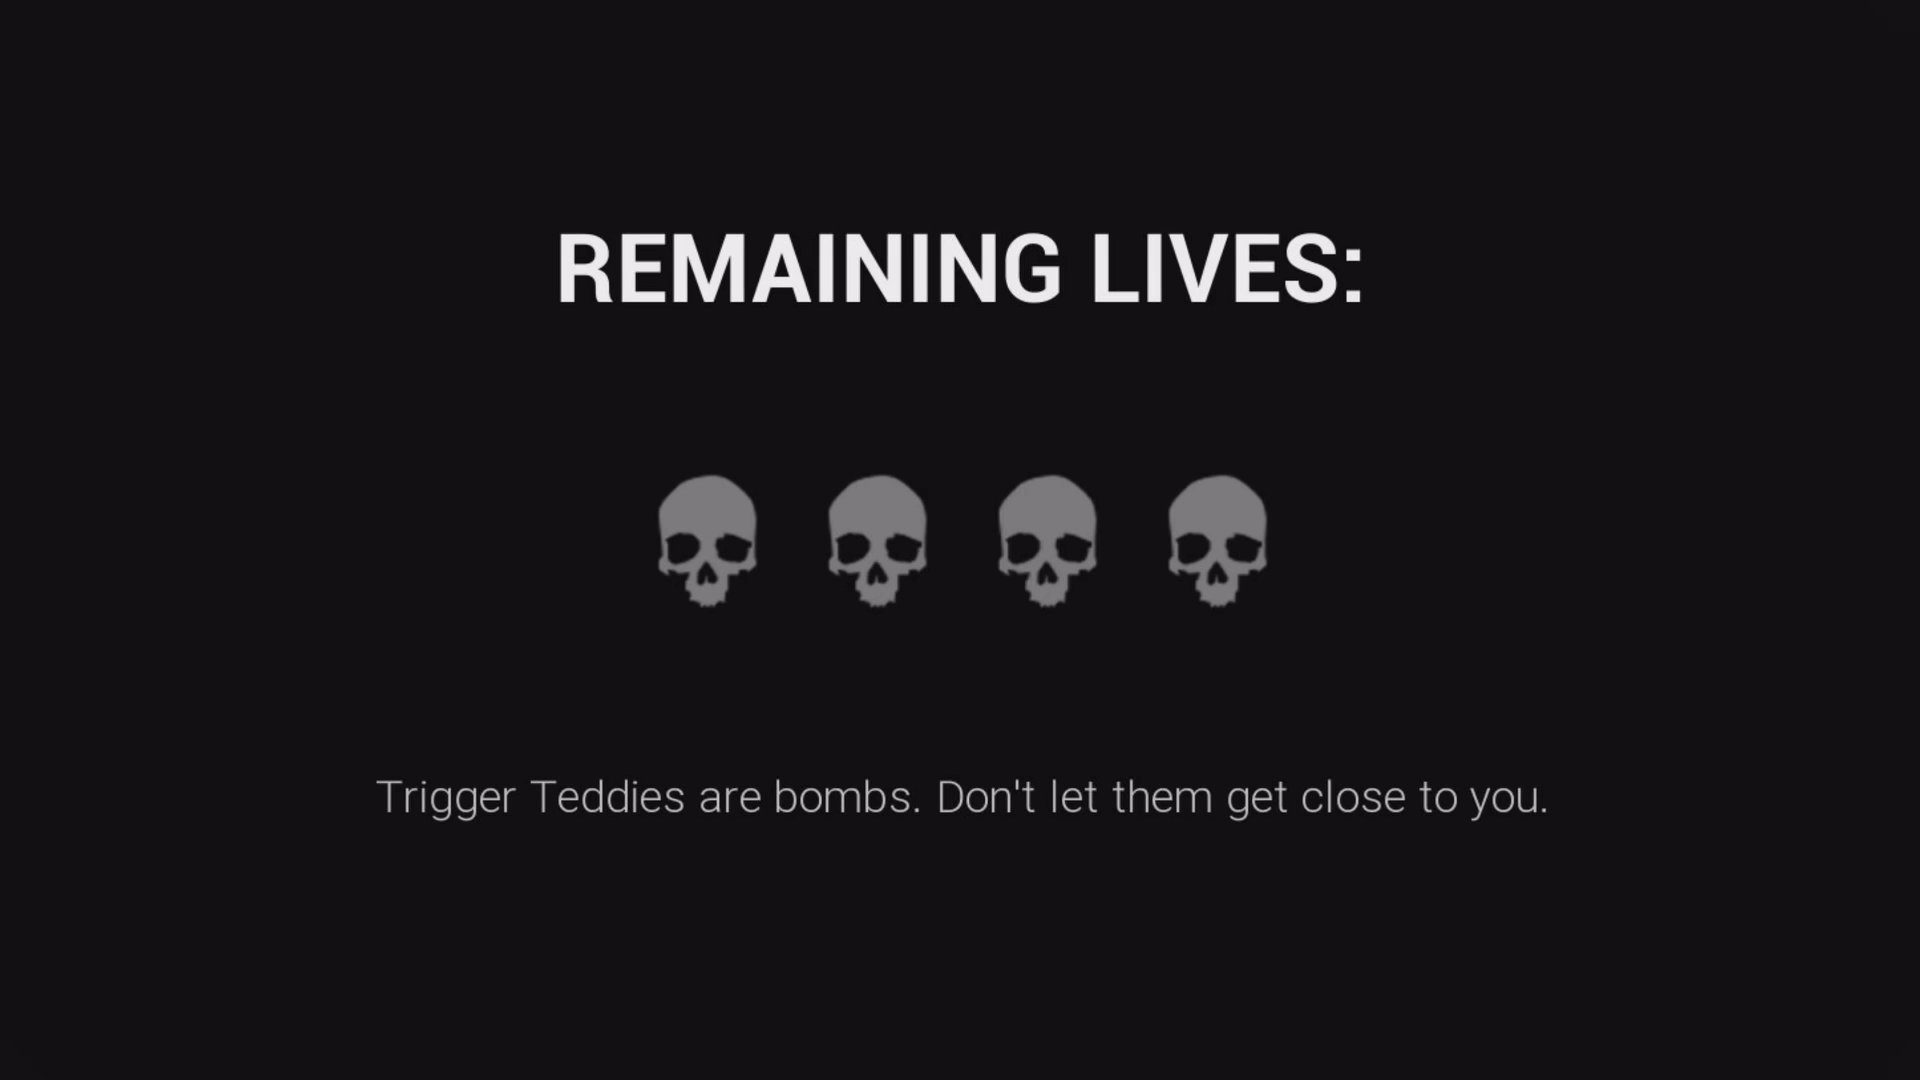 REMAINING LIVES:
Trigger Teddies are bombs. Don't let them get close to you.